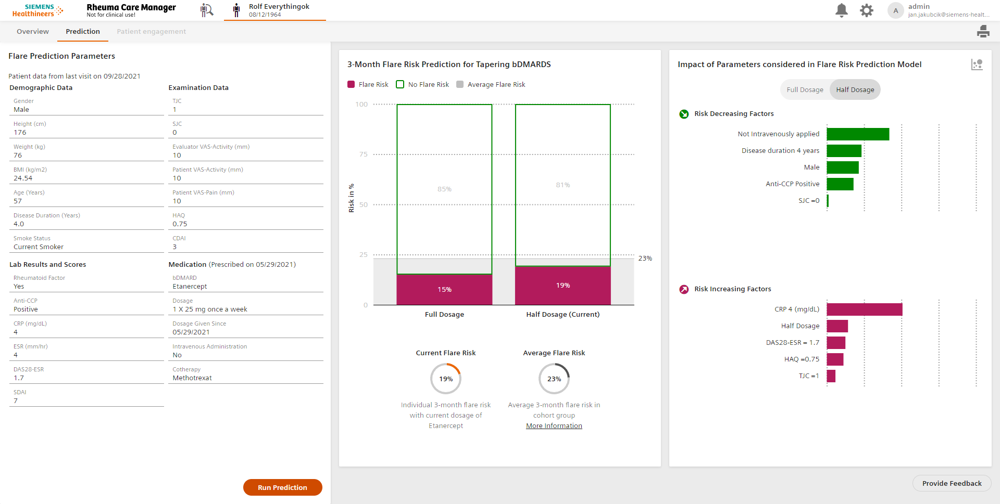 SIEMENS
Healthineers
Rheuma Care Manager
Not for clinical use!
Rolf Everythingok
08/12/1964
A
admin
jan.jakubcik@siemens-healt...
Overview
Prediction
Patient engagement
Flare Prediction Parameters
Patient data from last visit on 09/28/2021
Demographic Data
Gender
Male
Height (cm)
176
Weight (kg)
76
BMI (kg/m2)
24.54
Age (Years)
57
Disease Duration (Years)
4.0
Smoke Status
Current Smoker
Examination Data
TJC
1
SJC
0
Evaluator VAS-Activity (mm)
10
Patient VAS-Activity (mm)
10
Patient VAS-Pain (mm)
10
HAQ
0.75
CDAI
3
Lab Results and Scores
Rheumatoid Factor
Yes
Anti-CCP
Positive
CRP (mg/dL)
4
ESR (mm/hr)
4
DAS28-ESR
1.7
SDAI
7
Medication (Prescribed on 05/29/2021)
bDMARD
Etanercept
Dosage
1 X 25 mg once a week
Dosage Given Since
05/29/2021
Intravenous Administration
No
Cotherapy
Methotrexat
Run Prediction
3-Month Flare Risk Prediction for Tapering bDMARDS
Flare Risk
No Flare Risk
Average Flare Risk
Risk in %
100
75
50
25
0
85%
81%
23%
15%
19%
Full Dosage
Half Dosage (Current)
Current Flare Risk
19%
Individual 3-month flare risk
with current dosage of
Etanercept
Average Flare Risk
23%
Average 3-month flare risk in
cohort group
More Information
Impact of Parameters considered in Flare Risk Prediction Model
Full Dosage
Half Dosage
Risk Decreasing Factors
Not Intravenously applied
Disease duration 4 years
Male
Anti-CCP Positive
SJC =0
Risk Increasing Factors
CRP 4 (mg/dL)
Half Dosage
DAS28-ESR = 1.7
HAQ =0.75
TJC =1
Provide Feedback